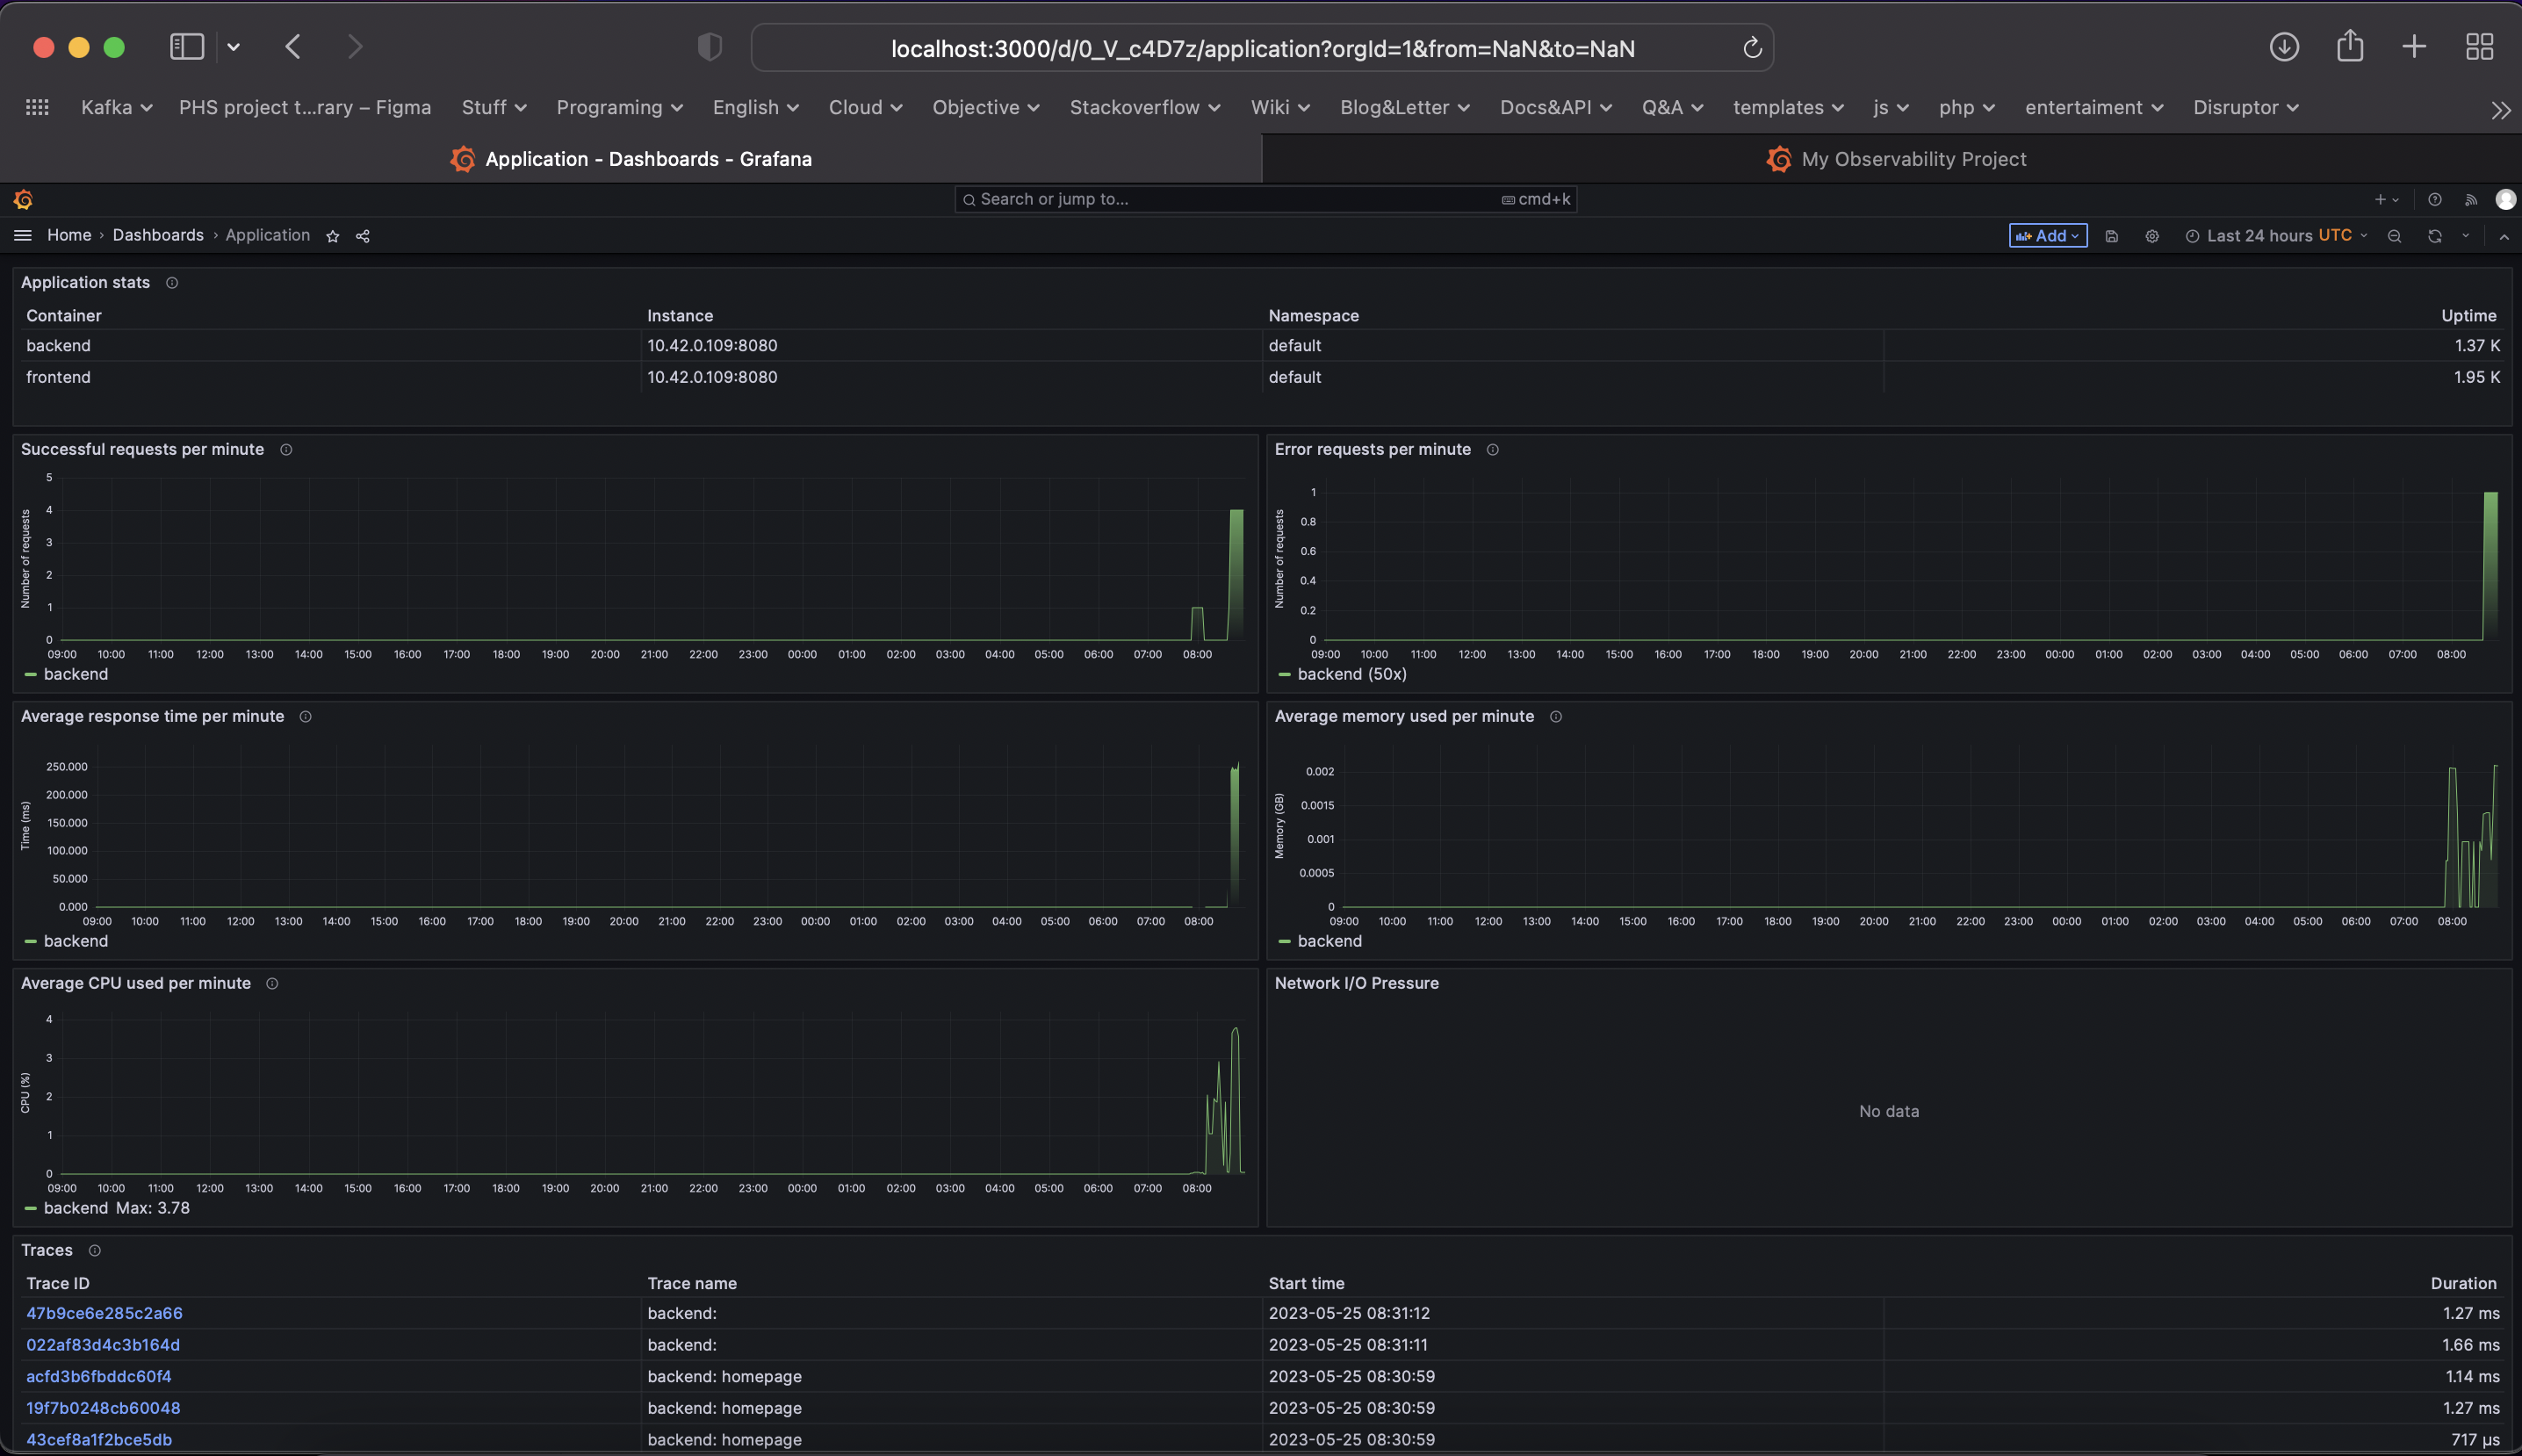 localhost:3000/d/0_V_c4D7z/application?orgId=1&from=NaN&to=NaN
Kafka PHS project t...rary – Figma Stuff Programing English Cloud Objective Stackoverflow Wiki Blog&Letter Docs&API Q&A templates js php entertaiment Disruptor
Application - Dashboards - Grafana My Observability Project
Search or jump to... cmd+k
Home › Dashboards › Application Add Last 24 hours UTC
Application stats
Container Instance Namespace Uptime
backend 10.42.0.109:8080 default 1.37 K
frontend 10.42.0.109:8080 default 1.95 K
Successful requests per minute
Number of requests
5
4
3
2
1
0
09:00 10:00 11:00 12:00 13:00 14:00 15:00 16:00 17:00 18:00 19:00 20:00 21:00 22:00 23:00 00:00 01:00 02:00 03:00 04:00 05:00 06:00 07:00 08:00
backend
Error requests per minute
Number of requests
1
0.8
0.6
0.4
0.2
0
09:00 10:00 11:00 12:00 13:00 14:00 15:00 16:00 17:00 18:00 19:00 20:00 21:00 22:00 23:00 00:00 01:00 02:00 03:00 04:00 05:00 06:00 07:00 08:00
backend (50x)
Average response time per minute
Time (ms)
250.000
200.000
150.000
100.000
50.000
0.000
09:00 10:00 11:00 12:00 13:00 14:00 15:00 16:00 17:00 18:00 19:00 20:00 21:00 22:00 23:00 00:00 01:00 02:00 03:00 04:00 05:00 06:00 07:00 08:00
backend
Average memory used per minute
Memory (GB)
0.002
0.0015
0.001
0.0005
0
09:00 10:00 11:00 12:00 13:00 14:00 15:00 16:00 17:00 18:00 19:00 20:00 21:00 22:00 23:00 00:00 01:00 02:00 03:00 04:00 05:00 06:00 07:00 08:00
backend
Average CPU used per minute
CPU (%)
4
3
2
1
0
09:00 10:00 11:00 12:00 13:00 14:00 15:00 16:00 17:00 18:00 19:00 20:00 21:00 22:00 23:00 00:00 01:00 02:00 03:00 04:00 05:00 06:00 07:00 08:00
backend Max: 3.78
Network I/O Pressure
No data
Traces
Trace ID Trace name Start time Duration
47b9ce6e285c2a66 backend: 2023-05-25 08:31:12 1.27 ms
022af83d4c3b164d backend: 2023-05-25 08:31:11 1.66 ms
acfd3b6fbddc60f4 backend: homepage 2023-05-25 08:30:59 1.14 ms
19f7b0248cb60048 backend: homepage 2023-05-25 08:30:59 1.27 ms
43cef8a1f2bce5db backend: homepage 2023-05-25 08:30:59 717 µs